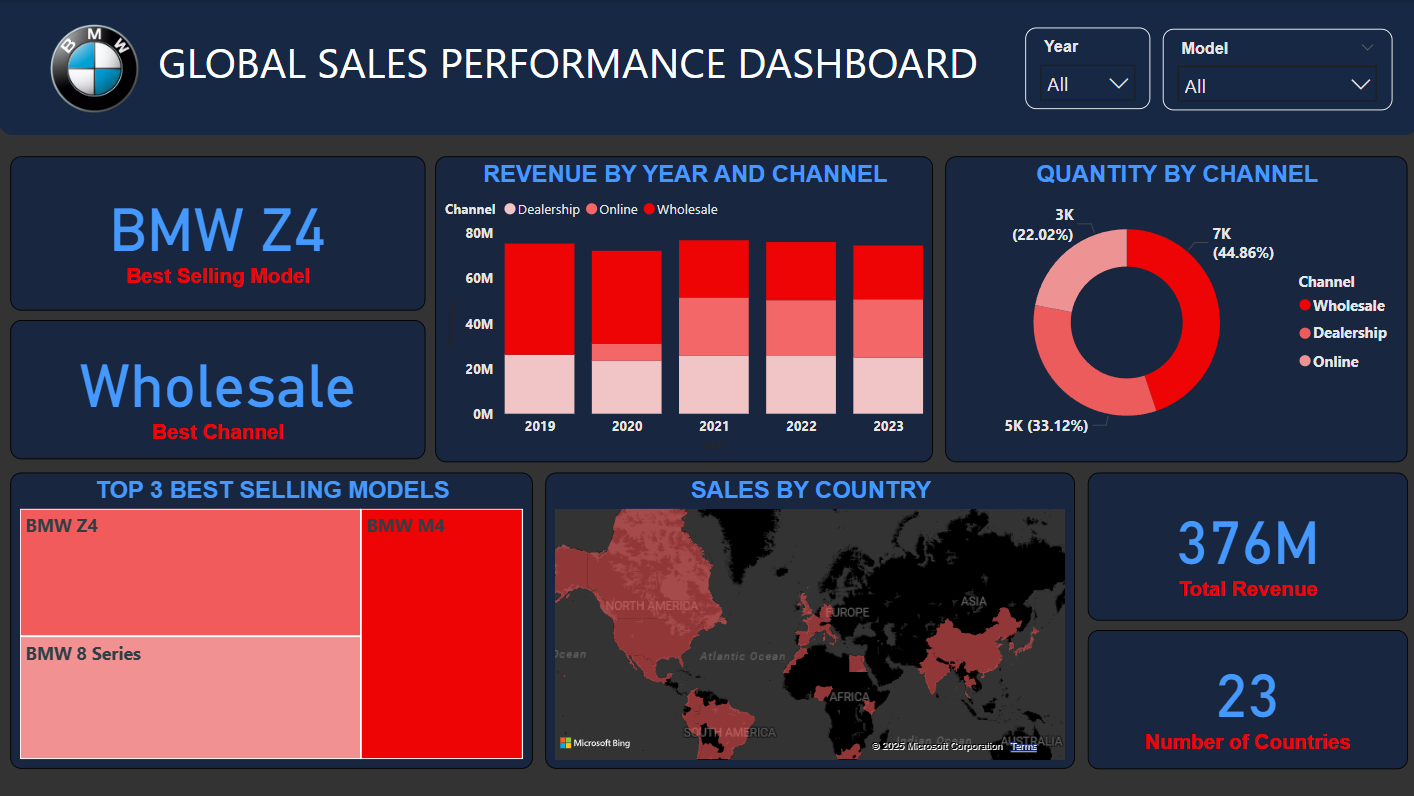 BMW
GLOBAL SALES PERFORMANCE DASHBOARD
Year
All
Model
All
BMW Z4
Best Selling Model
Wholesale
Best Channel
REVENUE BY YEAR AND CHANNEL
Channel Dealership Online Wholesale
80M
60M
40M
20M
0M
2019 2020 2021 2022 2023
QUANTITY BY CHANNEL
3K
(22.02%)
7K
(44.86%)
5K (33.12%)
Channel
Wholesale
Dealership
Online
TOP 3 BEST SELLING MODELS
BMW Z4
BMW M4
BMW 8 Series
SALES BY COUNTRY
NORTH AMERICA
EUROPE
ASIA
Ocean
Atlantic Ocean
AFRICA
SOUTH AMERICA
Indian Ocean
AUSTRALIA
Microsoft Bing
© 2025 Microsoft Corporation Terms
376M
Total Revenue
23
Number of Countries